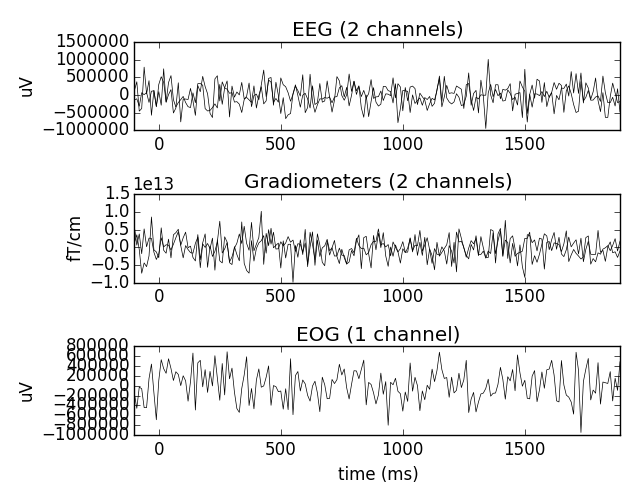 EEG (2 channels)
1500000
1000000
500000
0
−500000
−1000000
uV
0 500 1000 1500
Gradiometers (2 channels)
1e13
1.5
1.0
0.5
0.0
−0.5
−1.0
fT/cm
0 500 1000 1500
EOG (1 channel)
800000
600000
400000
200000
0
−200000
−400000
−600000
−800000
−1000000
uV
0 500 1000 1500
time (ms)